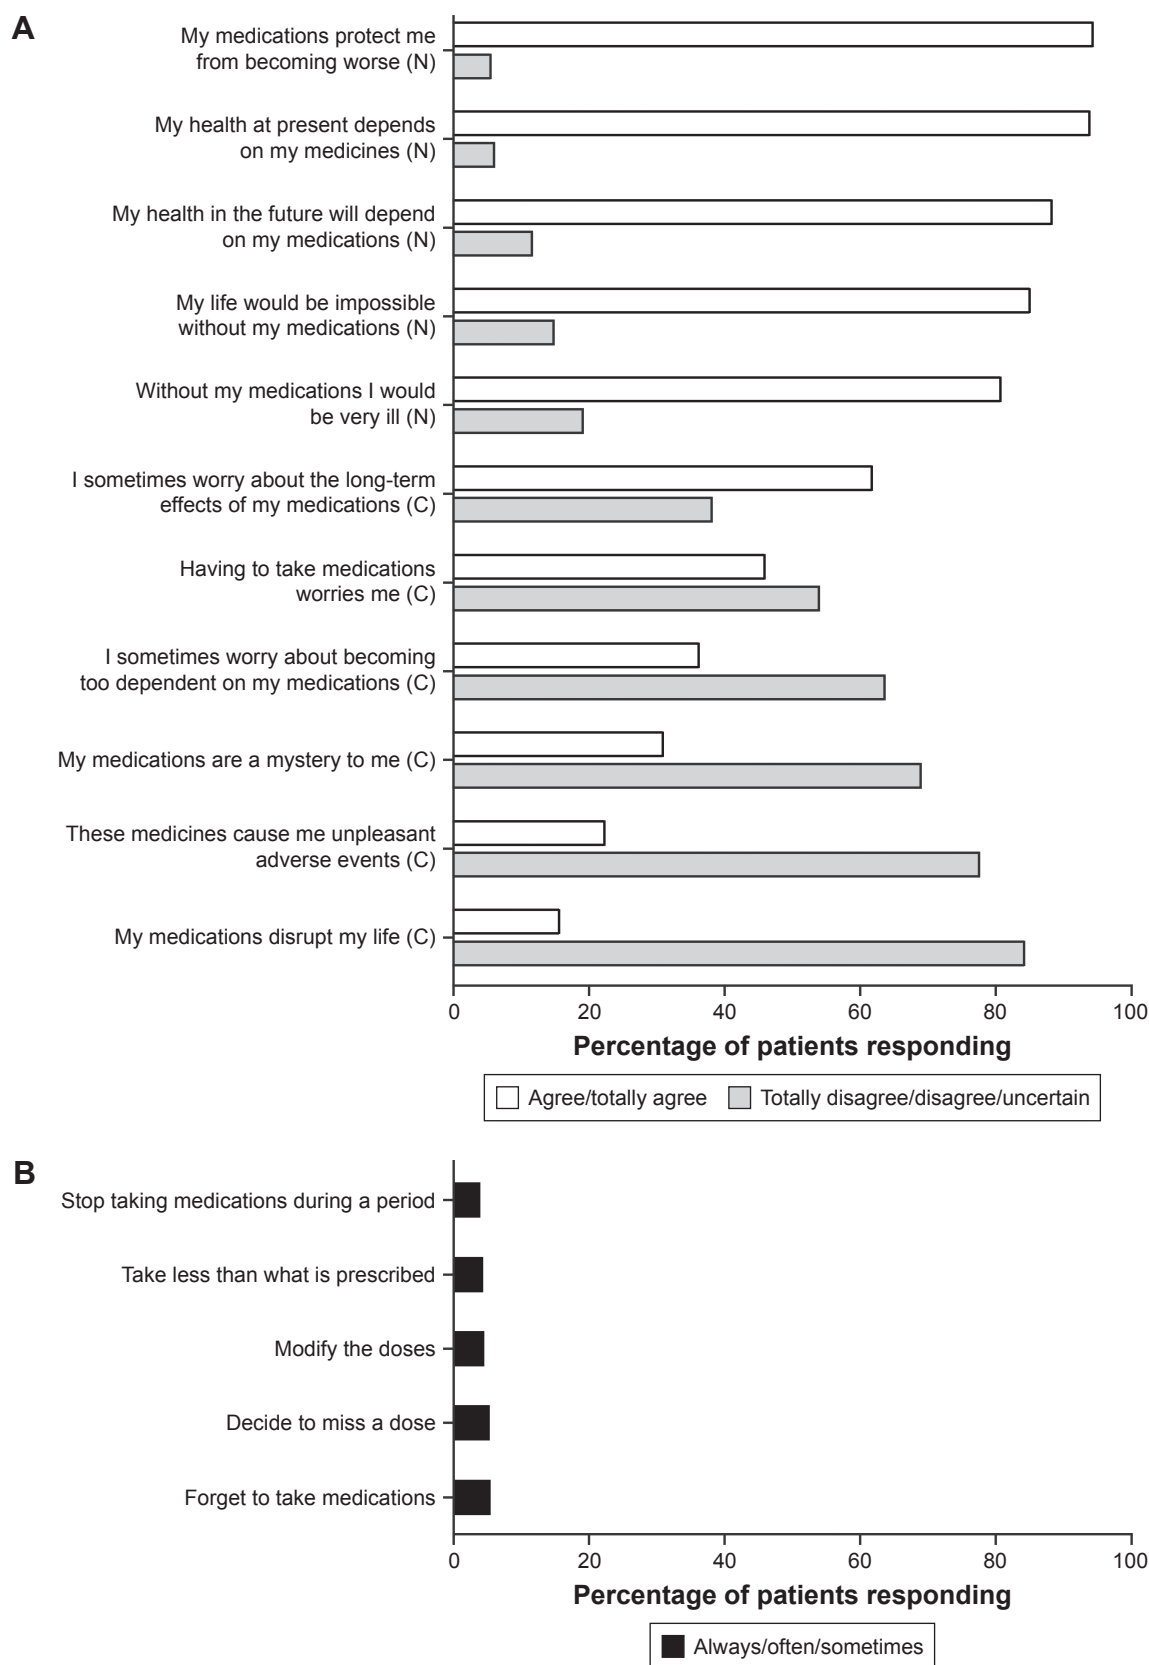 A
My medications protect me
from becoming worse (N)
My health at present depends
on my medicines (N)
My health in the future will depend
on my medications (N)
My life would be impossible
without my medications (N)
Without my medications I would
be very ill (N)
I sometimes worry about the long-term
effects of my medications (C)
Having to take medications
worries me (C)
I sometimes worry about becoming
too dependent on my medications (C)
My medications are a mystery to me (C)
These medicines cause me unpleasant
adverse events (C)
My medications disrupt my life (C)
0 20 40 60 80 100
Percentage of patients responding
Agree/totally agree Totally disagree/disagree/uncertain
B
Stop taking medications during a period
Take less than what is prescribed
Modify the doses
Decide to miss a dose
Forget to take medications
0 20 40 60 80 100
Percentage of patients responding
Always/often/sometimes